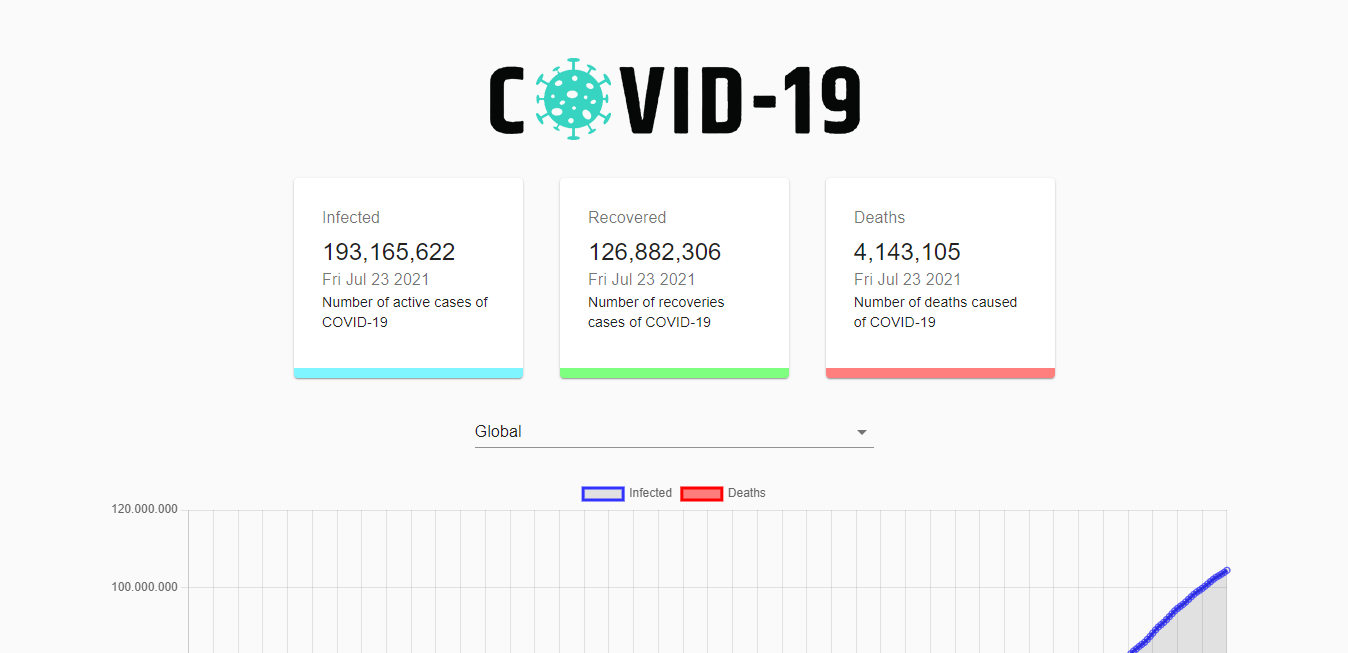 COVID-19
Infected
193,165,622
Fri Jul 23 2021
Number of active cases of
COVID-19
Recovered
126,882,306
Fri Jul 23 2021
Number of recoveries
cases of COVID-19
Deaths
4,143,105
Fri Jul 23 2021
Number of deaths caused
of COVID-19
Global
Infected
Deaths
120.000.000
100.000.000